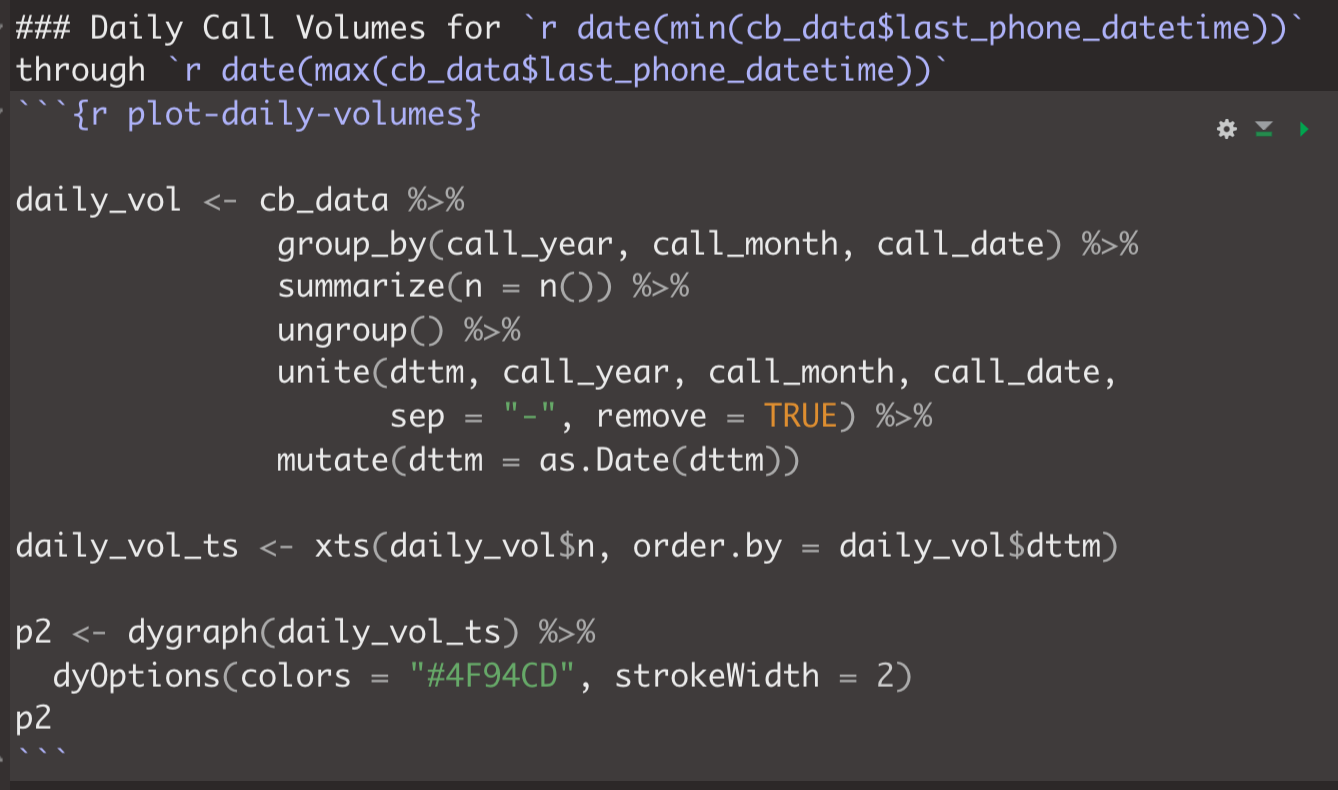 ### Daily Call Volumes for `r date(min(cb_data$last_phone_datetime))`
through `r date(max(cb_data$last_phone_datetime))`
```{r plot-daily-volumes}
daily_vol <- cb_data %>%
group_by(call_year, call_month, call_date) %>%
summarize(n = n()) %>%
ungroup() %>%
unite(dttm, call_year, call_month, call_date,
sep = "-", remove = TRUE) %>%
mutate(dttm = as.Date(dttm))
daily_vol_ts <- xts(daily_vol$n, order.by = daily_vol$dttm)
p2 <- dygraph(daily_vol_ts) %>%
dyOptions(colors = "#4F94CD", strokeWidth = 2)
p2
```